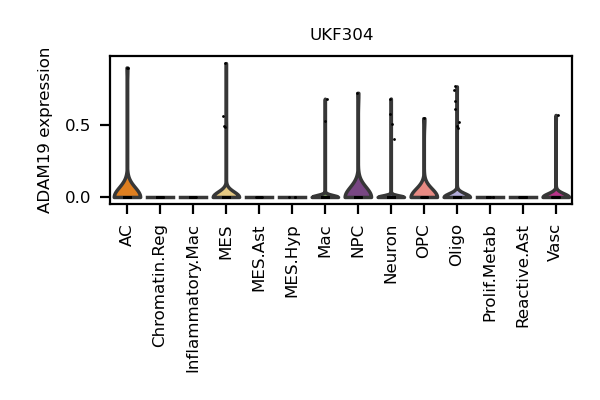 UKF304
ADAM19 expression
0.5
0.0
AC
Chromatin.Reg
Inflammatory.Mac
MES
MES.Ast
MES.Hyp
Mac
NPC
Neuron
OPC
Oligo
Prolif.Metab
Reactive.Ast
Vasc